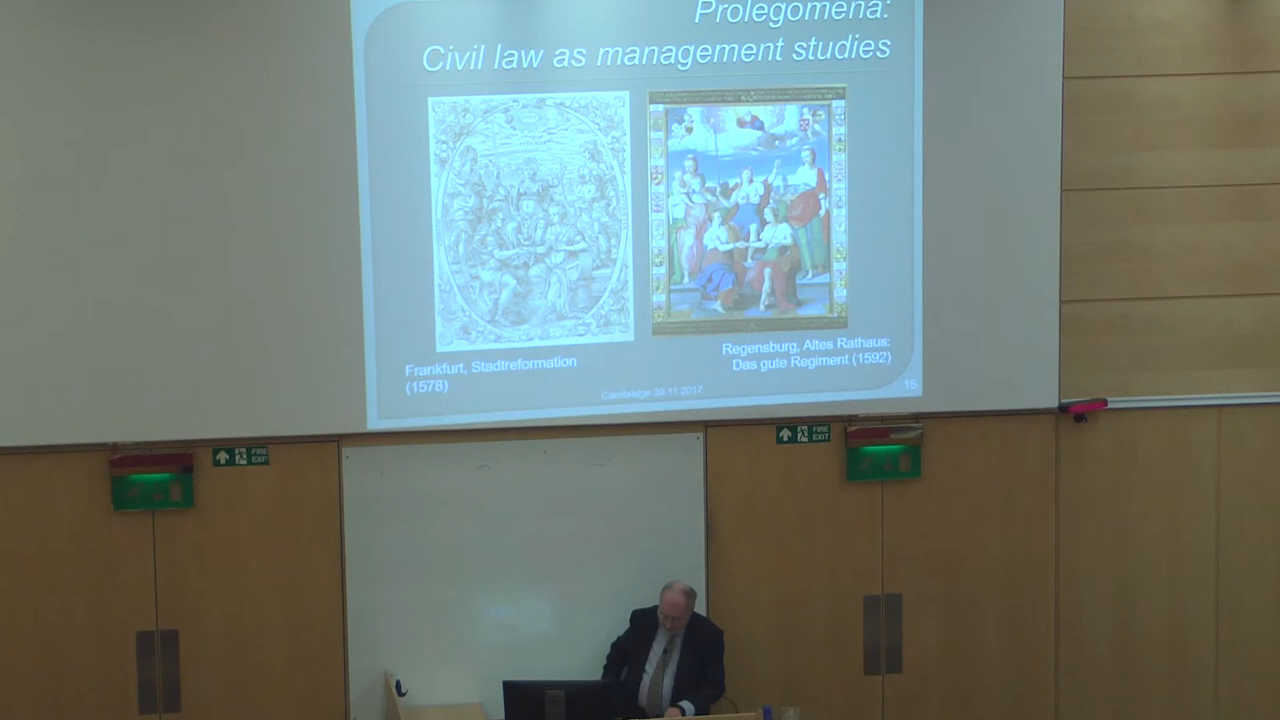 Prolegomena:
Civil law as management studies
Frankfurt, Stadtreformation
(1578)
Regensburg, Altes Rathaus:
Das gute Regiment (1592)
Cambridge 30.11.2017
15
FIRE
EXIT
FIRE
EXIT